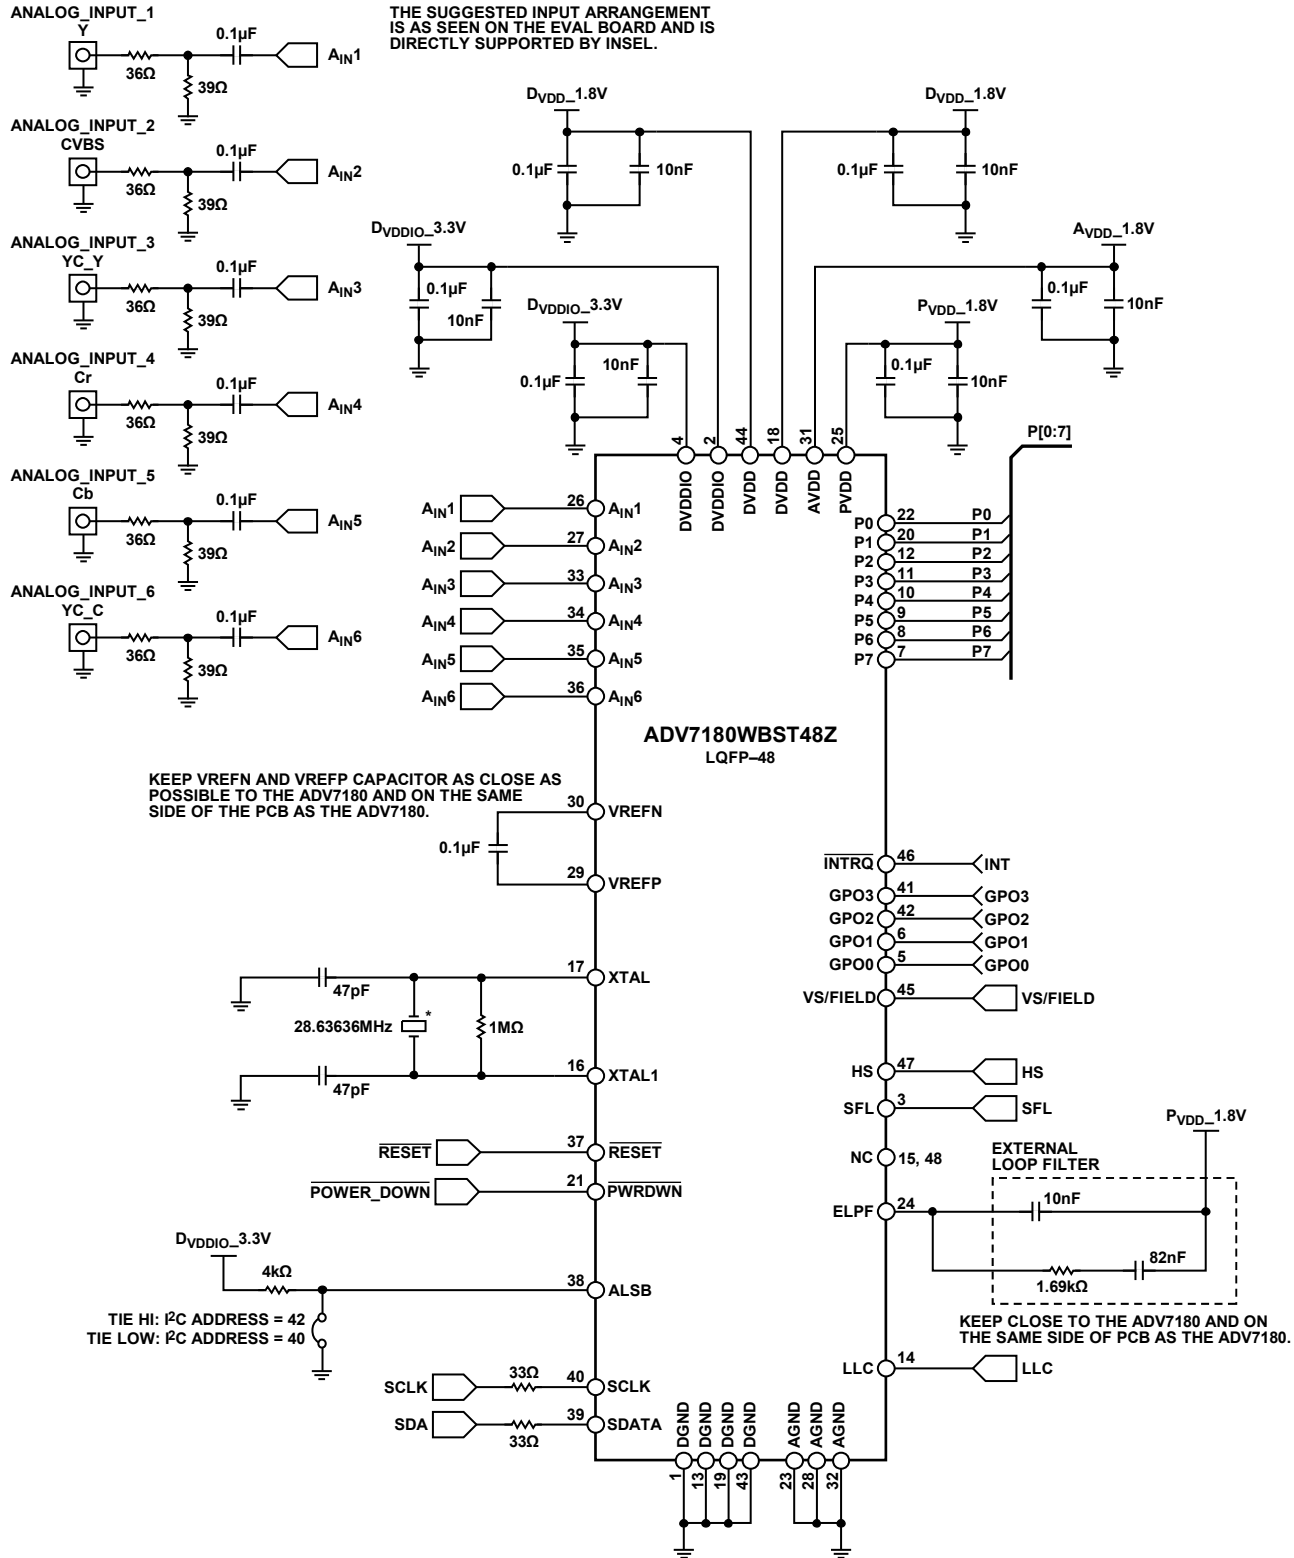 ANALOG_INPUT_1
Y
0.1µF
36Ω
39Ω
AIN1
THE SUGGESTED INPUT ARRANGEMENT
IS AS SEEN ON THE EVAL BOARD AND IS
DIRECTLY SUPPORTED BY INSEL.
ANALOG_INPUT_2
CVBS
0.1µF
36Ω
39Ω
AIN2
ANALOG_INPUT_3
YC_Y
0.1µF
36Ω
39Ω
AIN3
ANALOG_INPUT_4
Cr
0.1µF
36Ω
39Ω
AIN4
ANALOG_INPUT_5
Cb
0.1µF
36Ω
39Ω
AIN5
ANALOG_INPUT_6
YC_C
0.1µF
36Ω
39Ω
AIN6
DVDD_1.8V
0.1µF
10nF
DVDD_1.8V
0.1µF
10nF
DVDDIO_3.3V
0.1µF
10nF
DVDDIO_3.3V
0.1µF
10nF
AVDD_1.8V
0.1µF
10nF
PVDD_1.8V
0.1µF
10nF
4
2
44
18
31
25
DVDDIO
DVDDIO
DVDD
DVDD
AVDD
PVDD
P[0:7]
AIN1 26 AIN1
AIN2 27 AIN2
AIN3 33 AIN3
AIN4 34 AIN4
AIN5 35 AIN5
AIN6 36 AIN6
P0 22 P0
P1 20 P1
P2 12 P2
P3 11 P3
P4 10 P4
P5 9 P5
P6 8 P6
P7 7 P7
ADV7180WBST48Z
LQFP–48
KEEP VREFN AND VREFP CAPACITOR AS CLOSE AS
POSSIBLE TO THE ADV7180 AND ON THE SAME
SIDE OF THE PCB AS THE ADV7180.
30 VREFN
0.1µF
29 VREFP
INTRQ 46 INT
GPO3 41 GPO3
GPO2 42 GPO2
GPO1 6 GPO1
GPO0 5 GPO0
VS/FIELD 45 VS/FIELD
17 XTAL
47pF
28.63636MHz
*
1MΩ
16 XTAL1
47pF
HS 47 HS
SFL 3 SFL
RESET 37 RESET
POWER_DOWN 21 PWRDWN
NC 15, 48
ELPF 24
PVDD_1.8V
EXTERNAL
LOOP FILTER
10nF
82nF
1.69kΩ
KEEP CLOSE TO THE ADV7180 AND ON
THE SAME SIDE OF PCB AS THE ADV7180.
DVDDIO_3.3V
4kΩ
38 ALSB
TIE HI: I2C ADDRESS = 42
TIE LOW: I2C ADDRESS = 40
LLC 14 LLC
SCLK 33Ω 40 SCLK
SDA 33Ω 39 SDATA
DGND
DGND
DGND
DGND
AGND
AGND
AGND
1
13
19
43
23
28
32